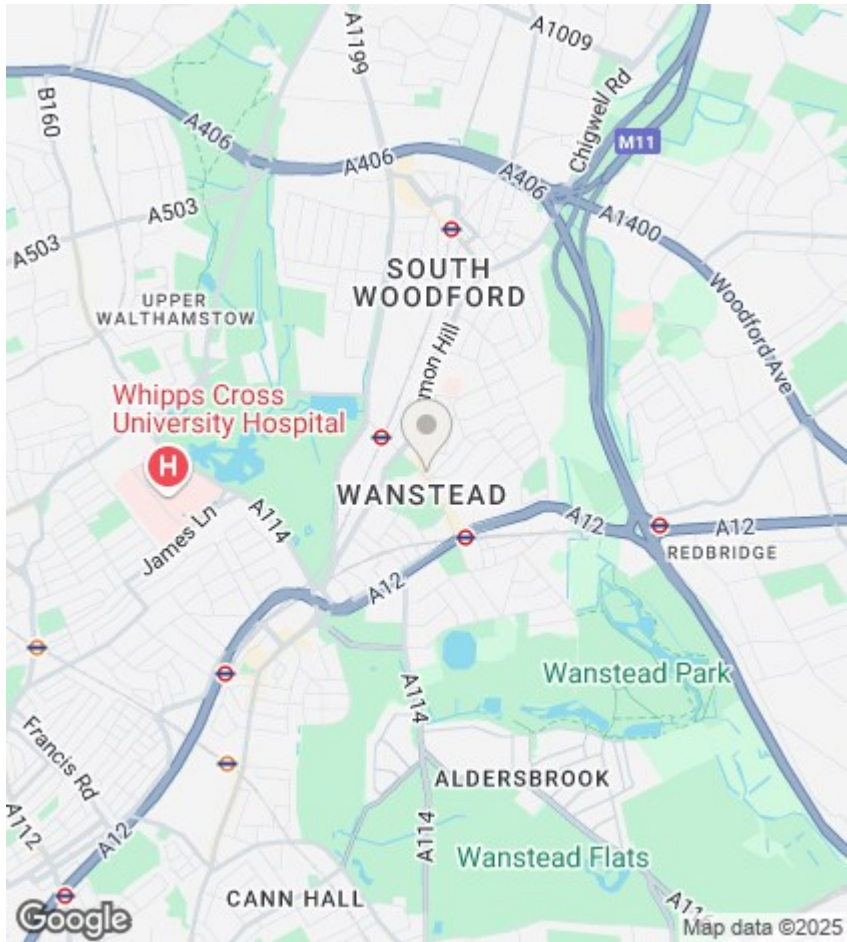 A1199
A1009
B160
A406
Chigwell Rd
M11
A406
A406
A503
A1400
A503
SOUTH
WOODFORD
UPPER
WALTHAMSTOW
Woodford Ave
Whipps Cross
University Hospital
H
WANSTEAD
A114
A12
A12
James Ln
REDBRIDGE
A12
Wanstead Park
A114
Francis Rd
ALDERSBROOK
A112
A12
A114
Wanstead Flats
CANN HALL
Google
Map data ©2025